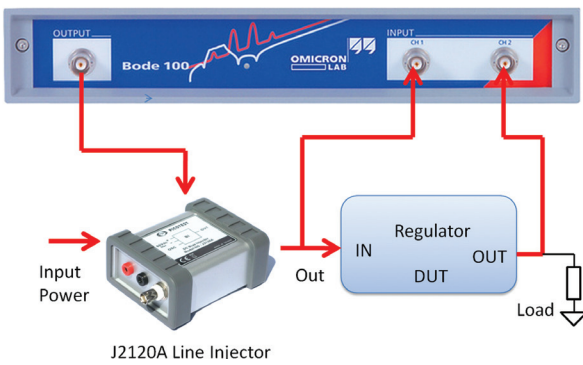 OUTPUT
Bode 100
OMICRON
LAB
INPUT
CH 1
CH 2
Input
Power
Out
IN
Regulator
OUT
DUT
Load
J2120A Line Injector